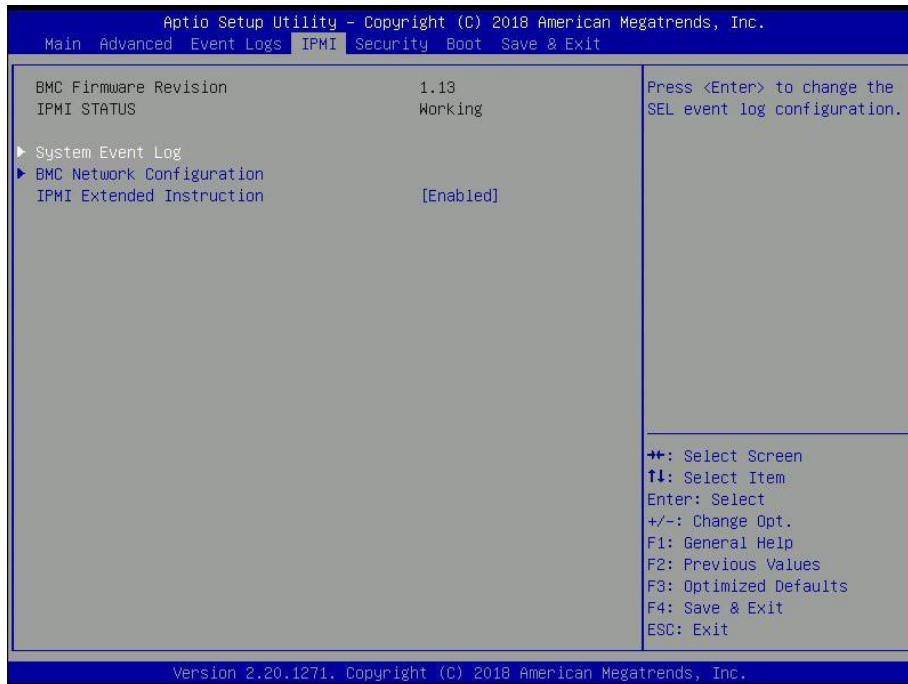 Aptio Setup Utility – Copyright (C) 2018 American Megatrends, Inc.
Main Advanced Event Logs IPMI Security Boot Save & Exit
BMC Firmware Revision 1.13
IPMI STATUS Working
System Event Log
BMC Network Configuration
IPMI Extended Instruction [Enabled]
Press <Enter> to change the
SEL event log configuration.
→←: Select Screen
↑↓: Select Item
Enter: Select
+/-: Change Opt.
F1: General Help
F2: Previous Values
F3: Optimized Defaults
F4: Save & Exit
ESC: Exit
Version 2.20.1271. Copyright (C) 2018 American Megatrends, Inc.